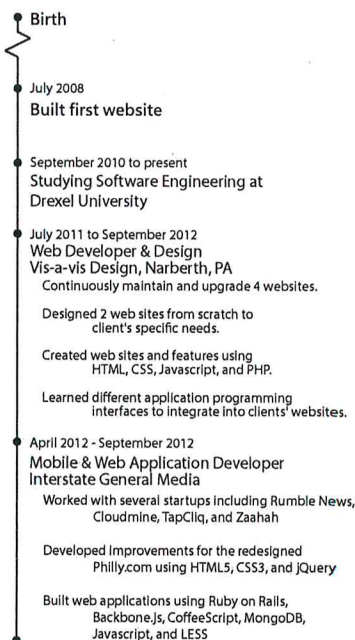 Birth
July 2008
Built first website
September 2010 to present
Studying Software Engineering at
Drexel University
July 2011 to September 2012
Web Developer & Design
Vis-a-vis Design, Narberth, PA
Continuously maintain and upgrade 4 websites.
Designed 2 web sites from scratch to
client's specific needs.
Created web sites and features using
HTML, CSS, Javascript, and PHP.
Learned different application programming
interfaces to integrate into clients' websites.
April 2012 - September 2012
Mobile & Web Application Developer
Interstate General Media
Worked with several startups including Rumble News,
Cloudmine, TapCliq, and Zaahah
Developed improvements for the redesigned
Philly.com using HTML5, CSS3, and jQuery
Built web applications using Ruby on Rails,
Backbone.js, CoffeeScript, MongoDB,
Javascript, and LESS